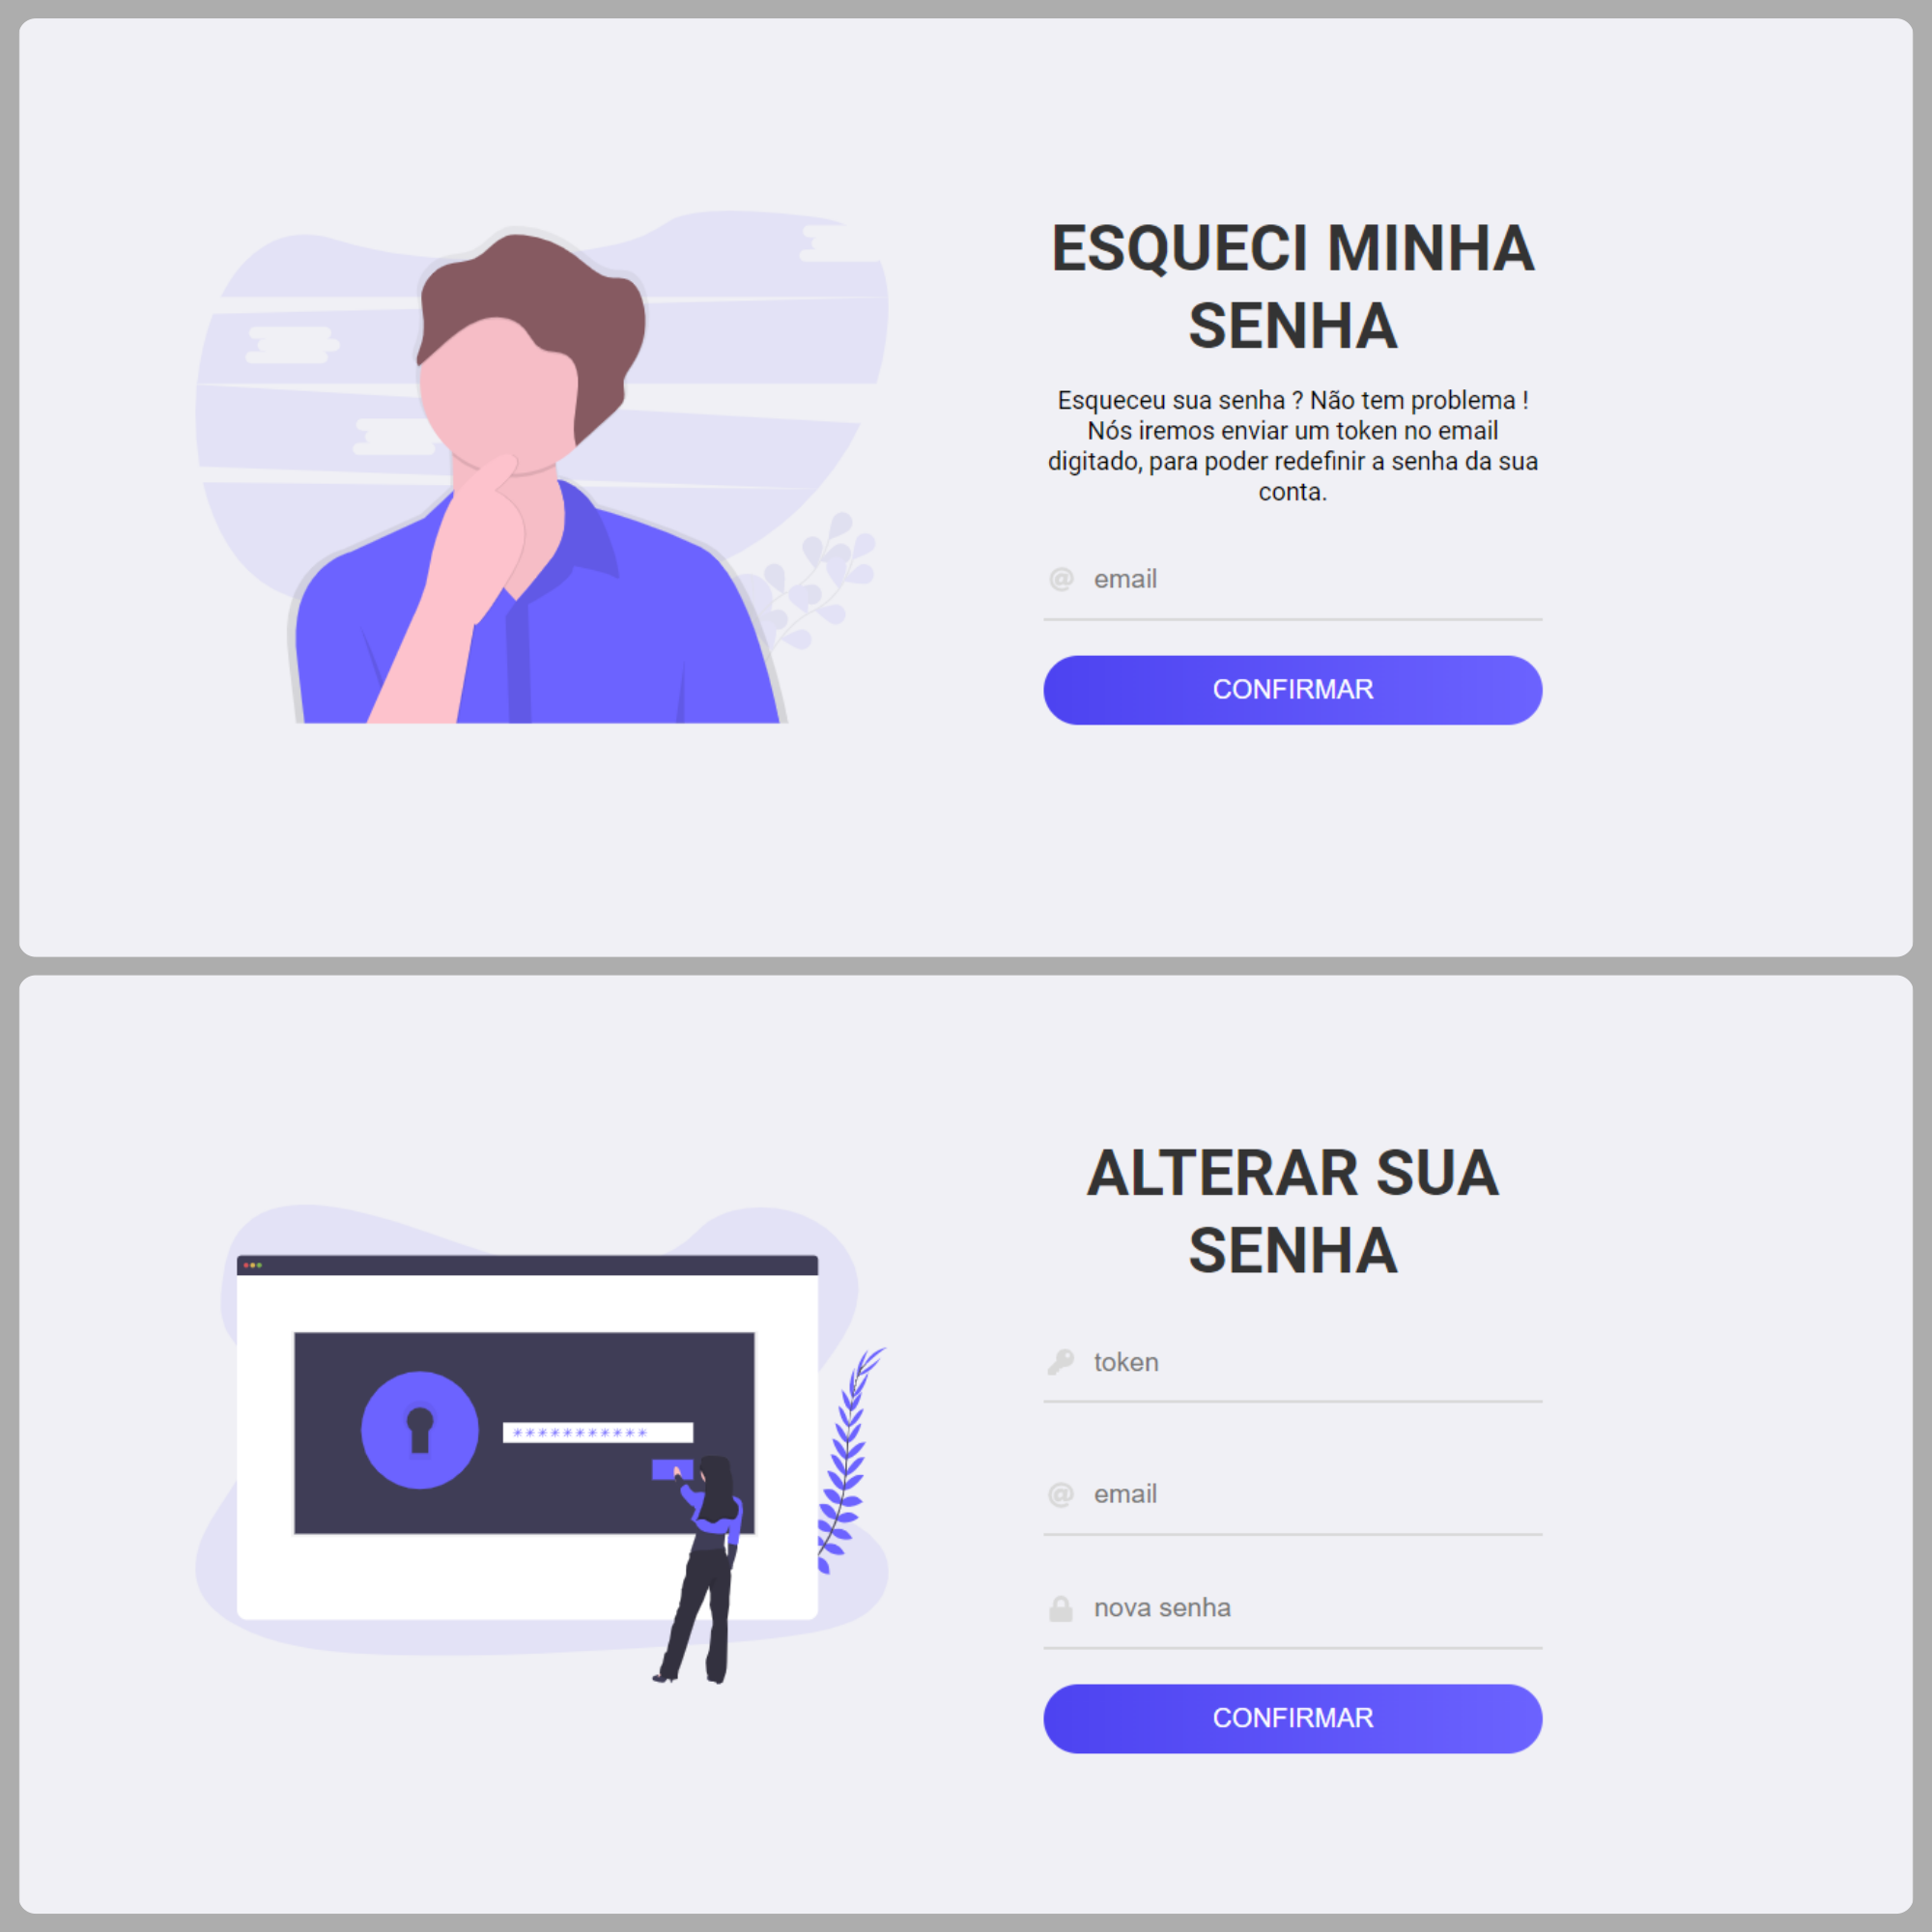 ESQUECI MINHA
SENHA
Esqueceu sua senha ? Não tem problema !
Nós iremos enviar um token no email
digitado, para poder redefinir a senha da sua
conta.
@ email
CONFIRMAR
ALTERAR SUA
SENHA
token
@ email
nova senha
***********
CONFIRMAR